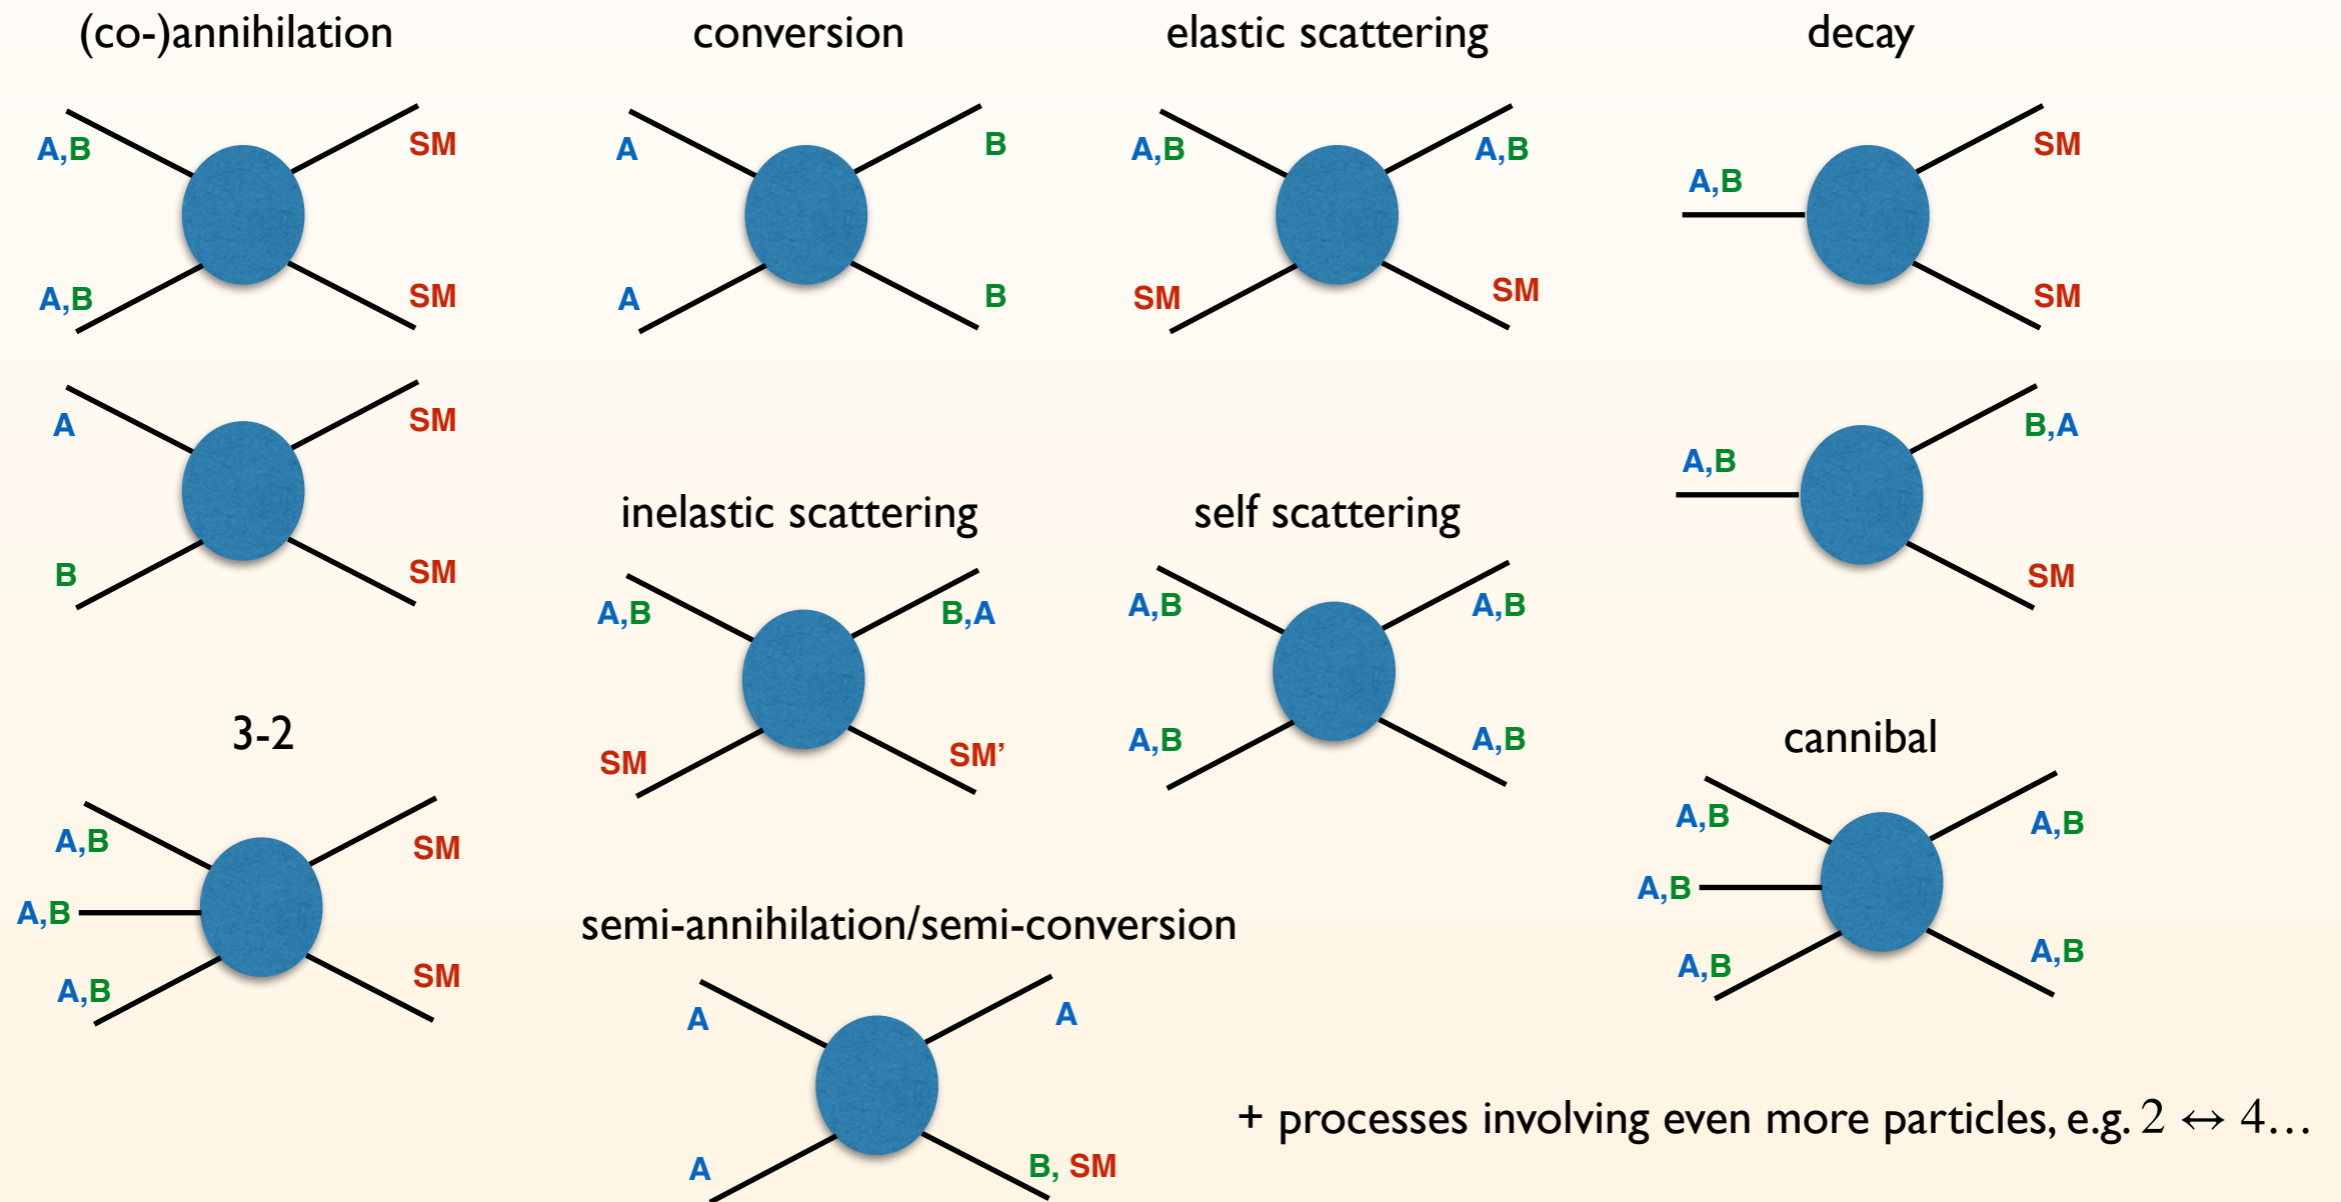 (co-)annihilation
A,B
SM
A,B
SM
A
SM
B
SM
conversion
A
B
A
B
elastic scattering
A,B
A,B
SM
SM
decay
A,B
SM
SM
A,B
B,A
SM
inelastic scattering
A,B
B,A
SM
SM’
self scattering
A,B
A,B
A,B
A,B
3-2
A,B
SM
A,B
A,B
SM
semi-annihilation/semi-conversion
A
A
A
B, SM
cannibal
A,B
A,B
A,B
A,B
A,B
+ processes involving even more particles, e.g. 2 ↔ 4…